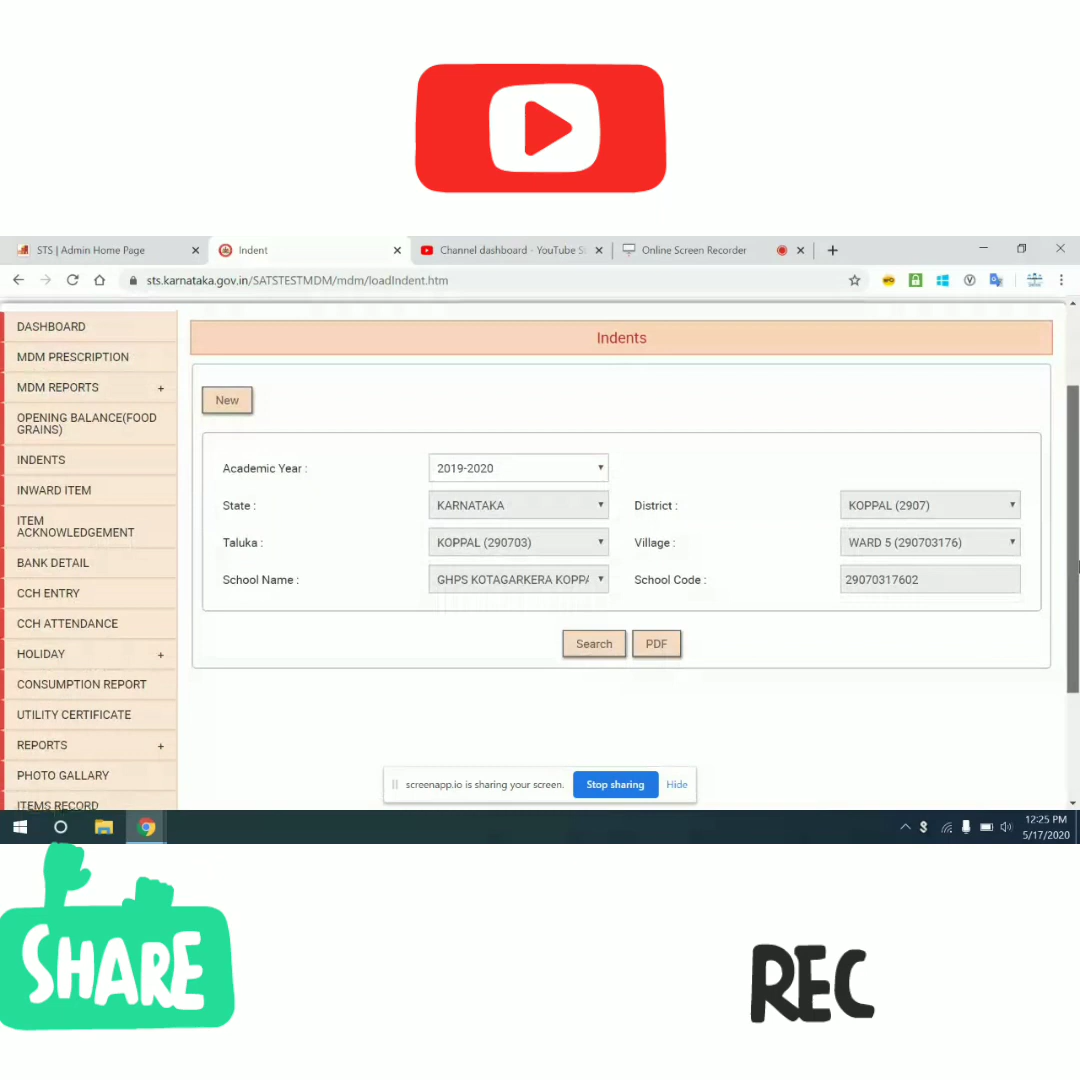 STS | Admin Home Page
Indent
Channel dashboard - YouTube S
Online Screen Recorder
sts.karnataka.gov.in/SATSTESTMDM/mdm/loadIndent.htm
DASHBOARD
MDM PRESCRIPTION
MDM REPORTS +
OPENING BALANCE(FOOD
GRAINS)
INDENTS
INWARD ITEM
ITEM
ACKNOWLEDGEMENT
BANK DETAIL
CCH ENTRY
CCH ATTENDANCE
HOLIDAY +
CONSUMPTION REPORT
UTILITY CERTIFICATE
REPORTS +
PHOTO GALLARY
ITEMS RECORD
Indents
New
Academic Year : 2019-2020
State : KARNATAKA District : KOPPAL (2907)
Taluka : KOPPAL (290703) Village : WARD 5 (290703176)
School Name : GHPS KOTAGARKERA KOPPA School Code : 29070317602
Search PDF
screenapp.io is sharing your screen. Stop sharing Hide
12:25 PM
5/17/2020
SHARE
REC